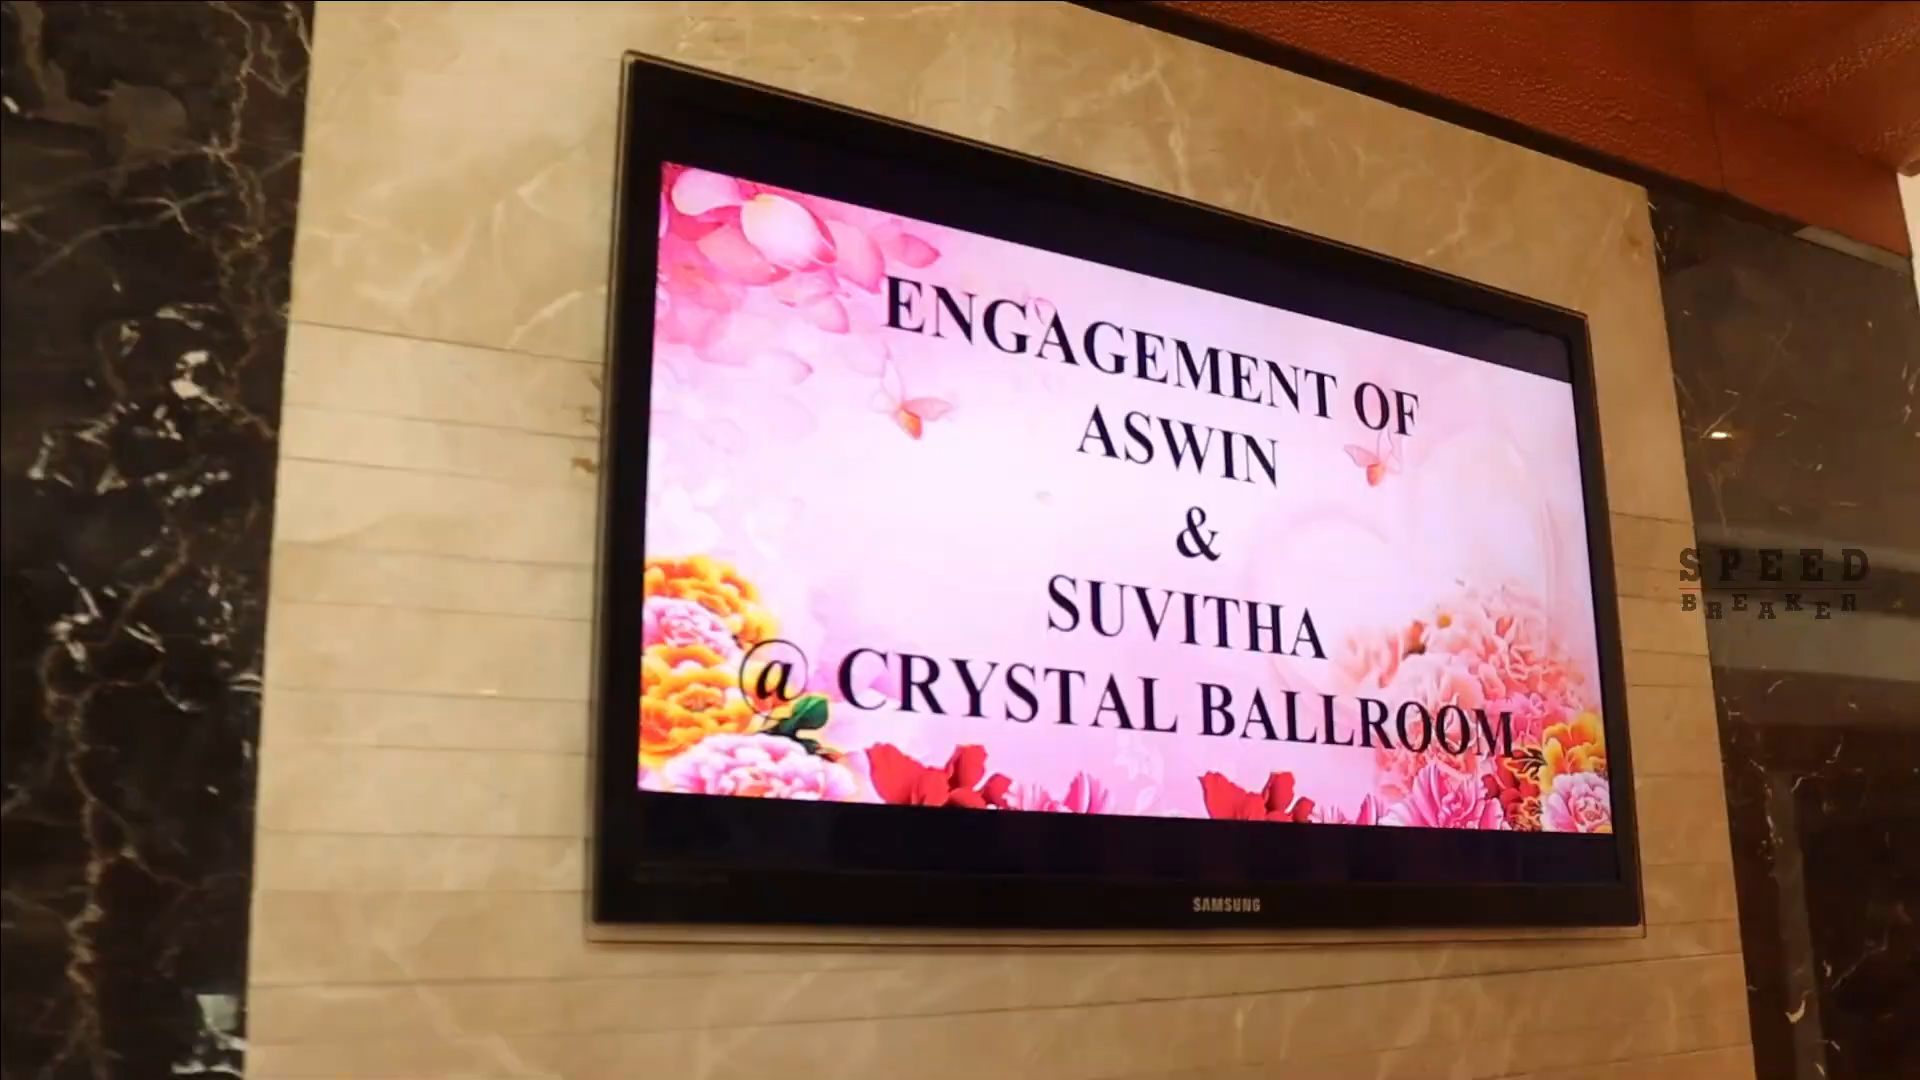 ENGAGEMENT OF
ASWIN
&
SUVITHA
@ CRYSTAL BALLROOM
SAMSUNG
SPEED
BREAKER